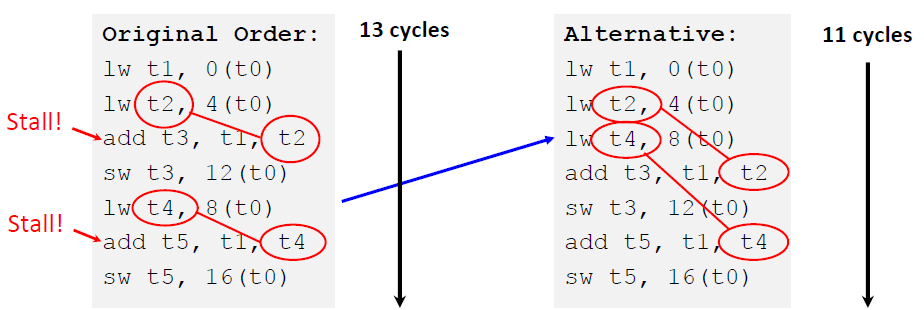 Original Order:
lw t1, 0(t0)
lw t2, 4(t0)
Stall!
add t3, t1, t2
sw t3, 12(t0)
lw t4, 8(t0)
Stall!
add t5, t1, t4
sw t5, 16(t0)
13 cycles
Alternative:
lw t1, 0(t0)
lw t2, 4(t0)
lw t4, 8(t0)
add t3, t1, t2
sw t3, 12(t0)
add t5, t1, t4
sw t5, 16(t0)
11 cycles